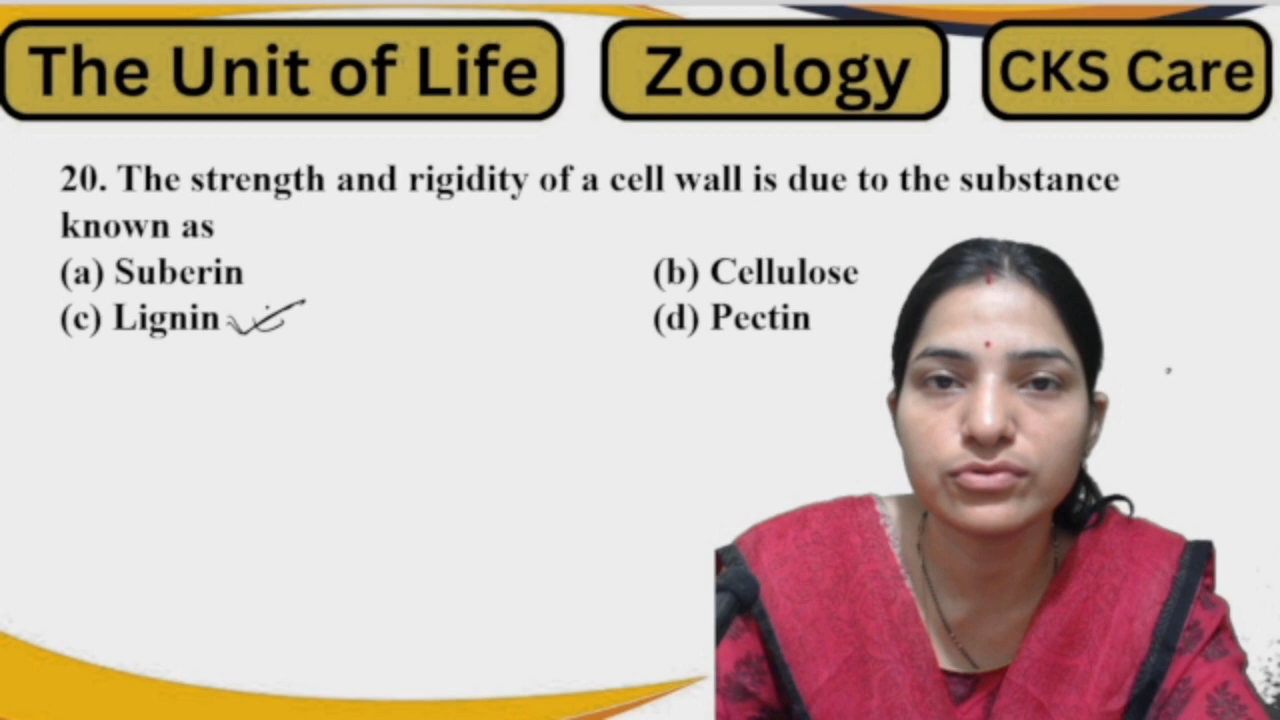 The Unit of Life
Zoology
CKS Care
20. The strength and rigidity of a cell wall is due to the substance
known as
(a) Suberin
(b) Cellulose
(c) Lignin
(d) Pectin